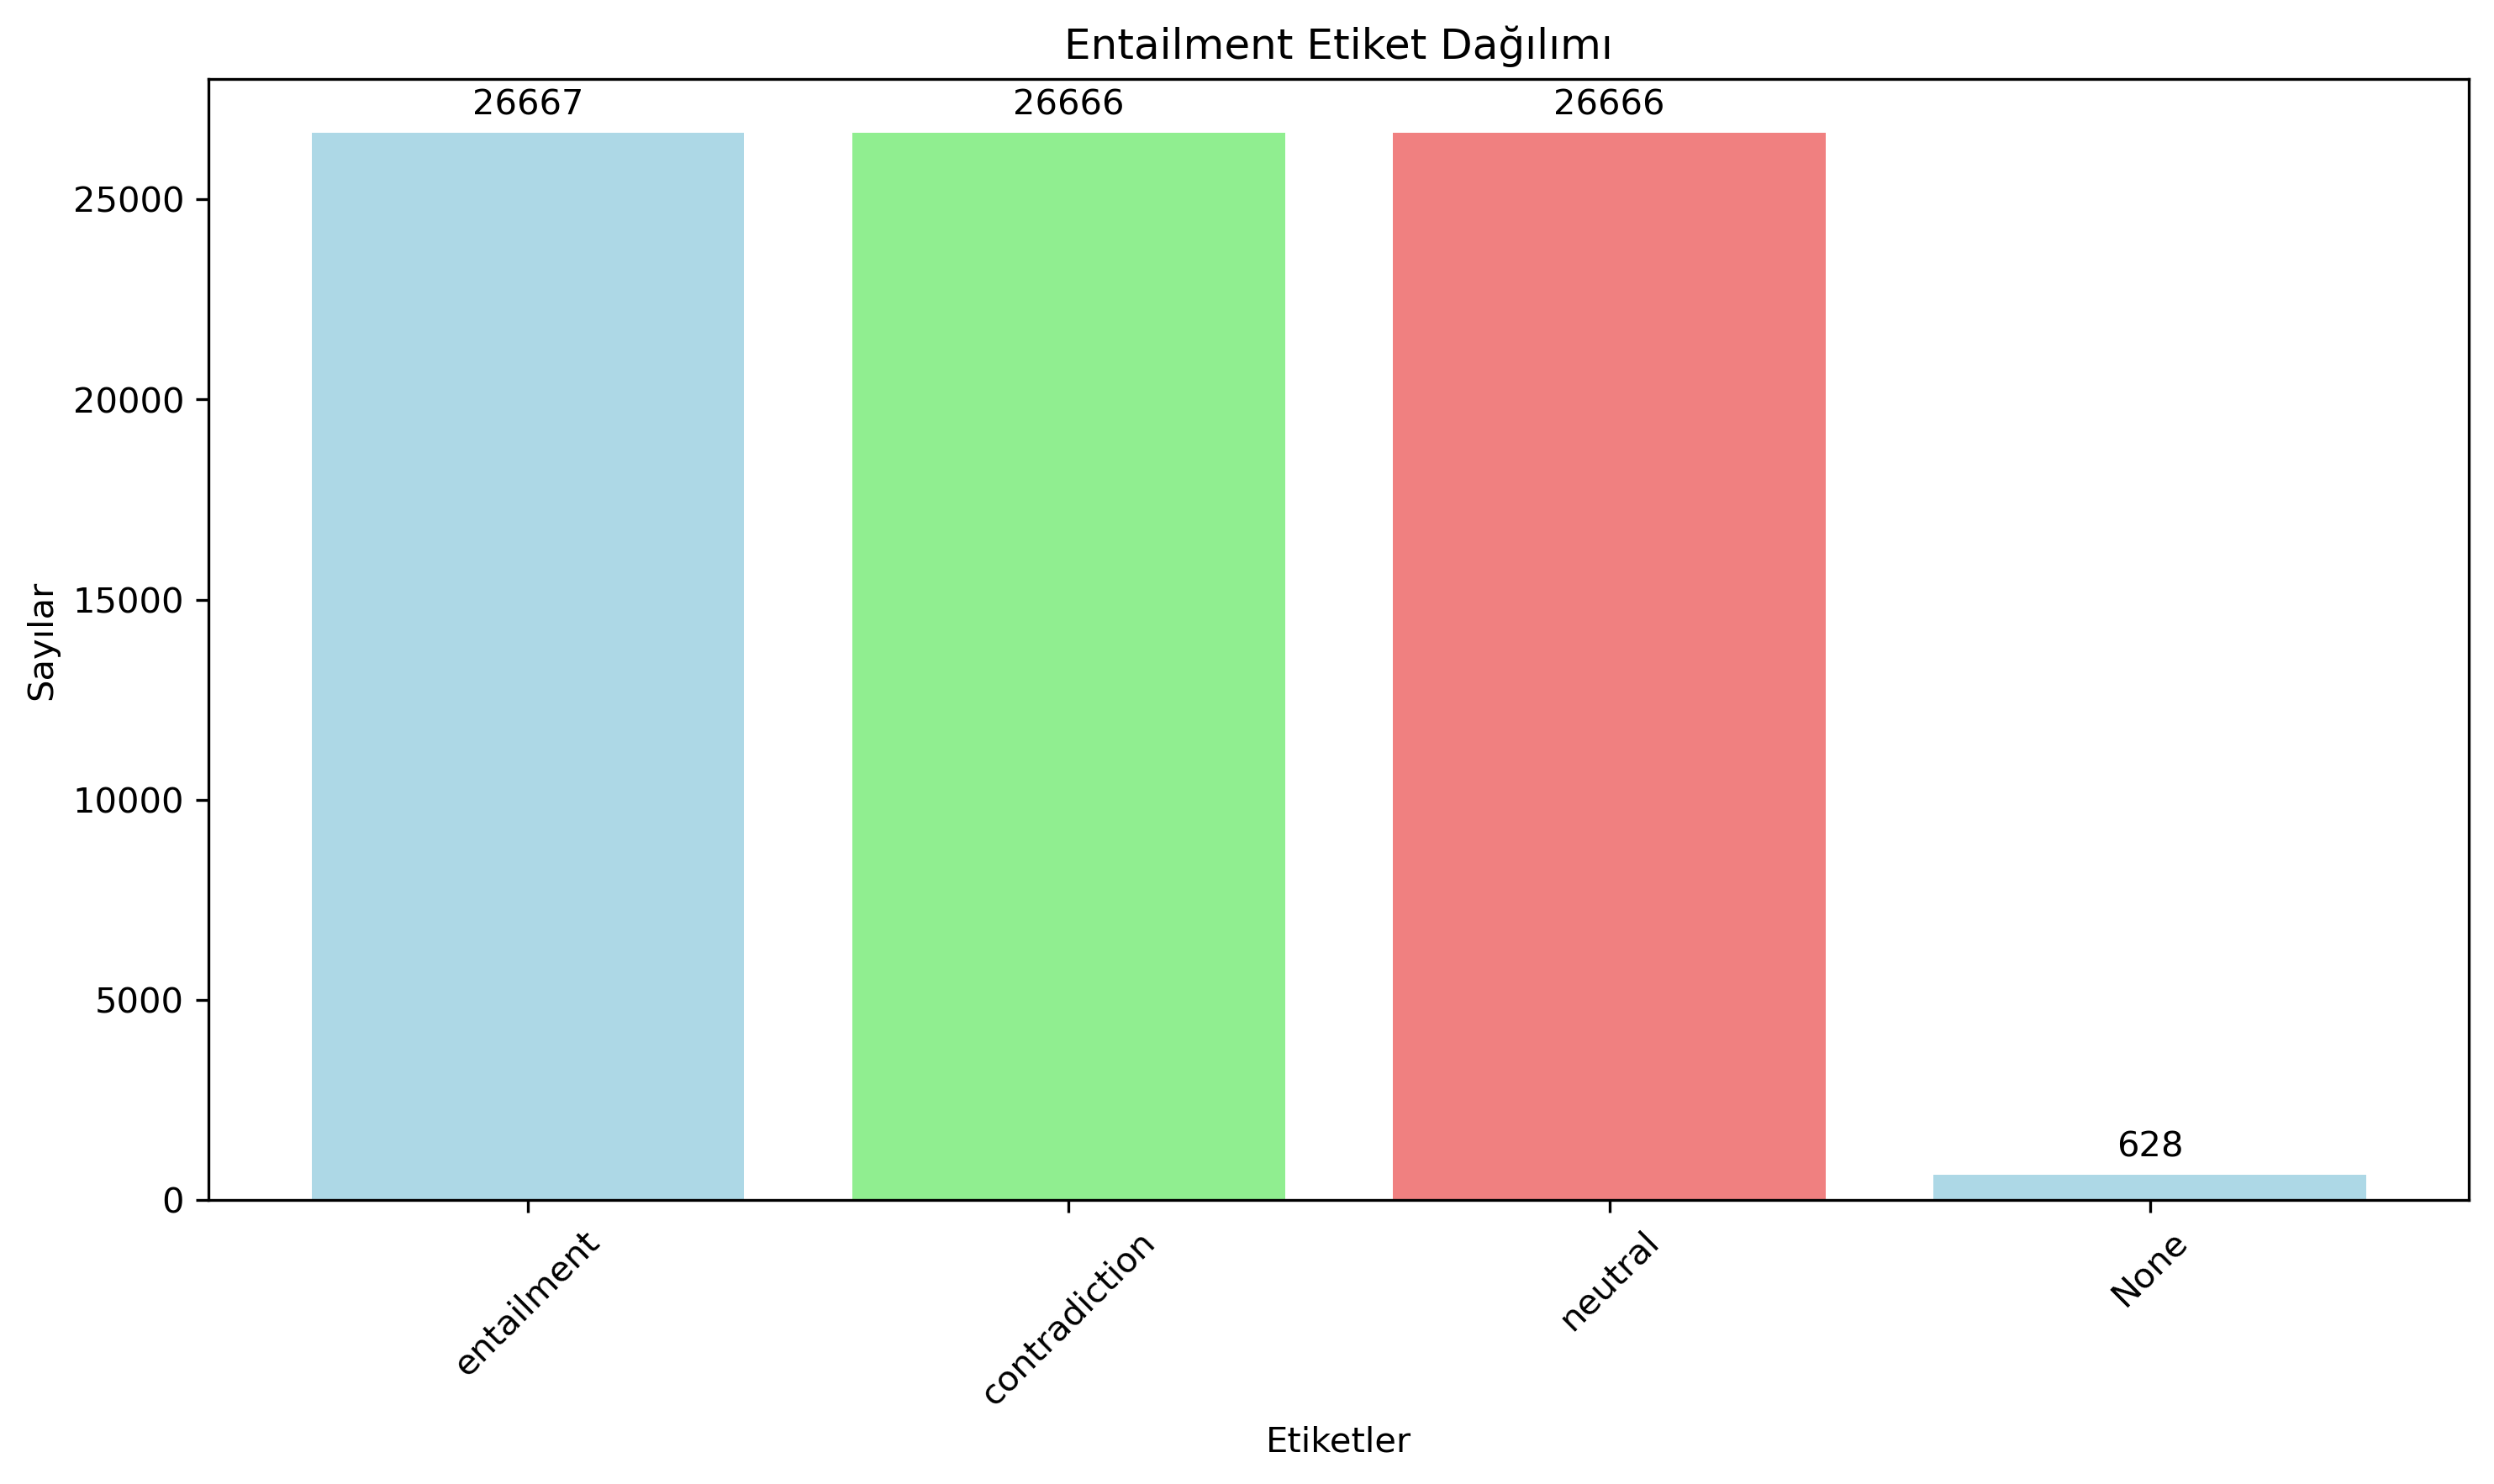 Entailment Etiket Dağılımı
26667
26666
26666
628
25000
20000
15000
10000
5000
0
Sayılar
entailment
contradiction
neutral
None
Etiketler